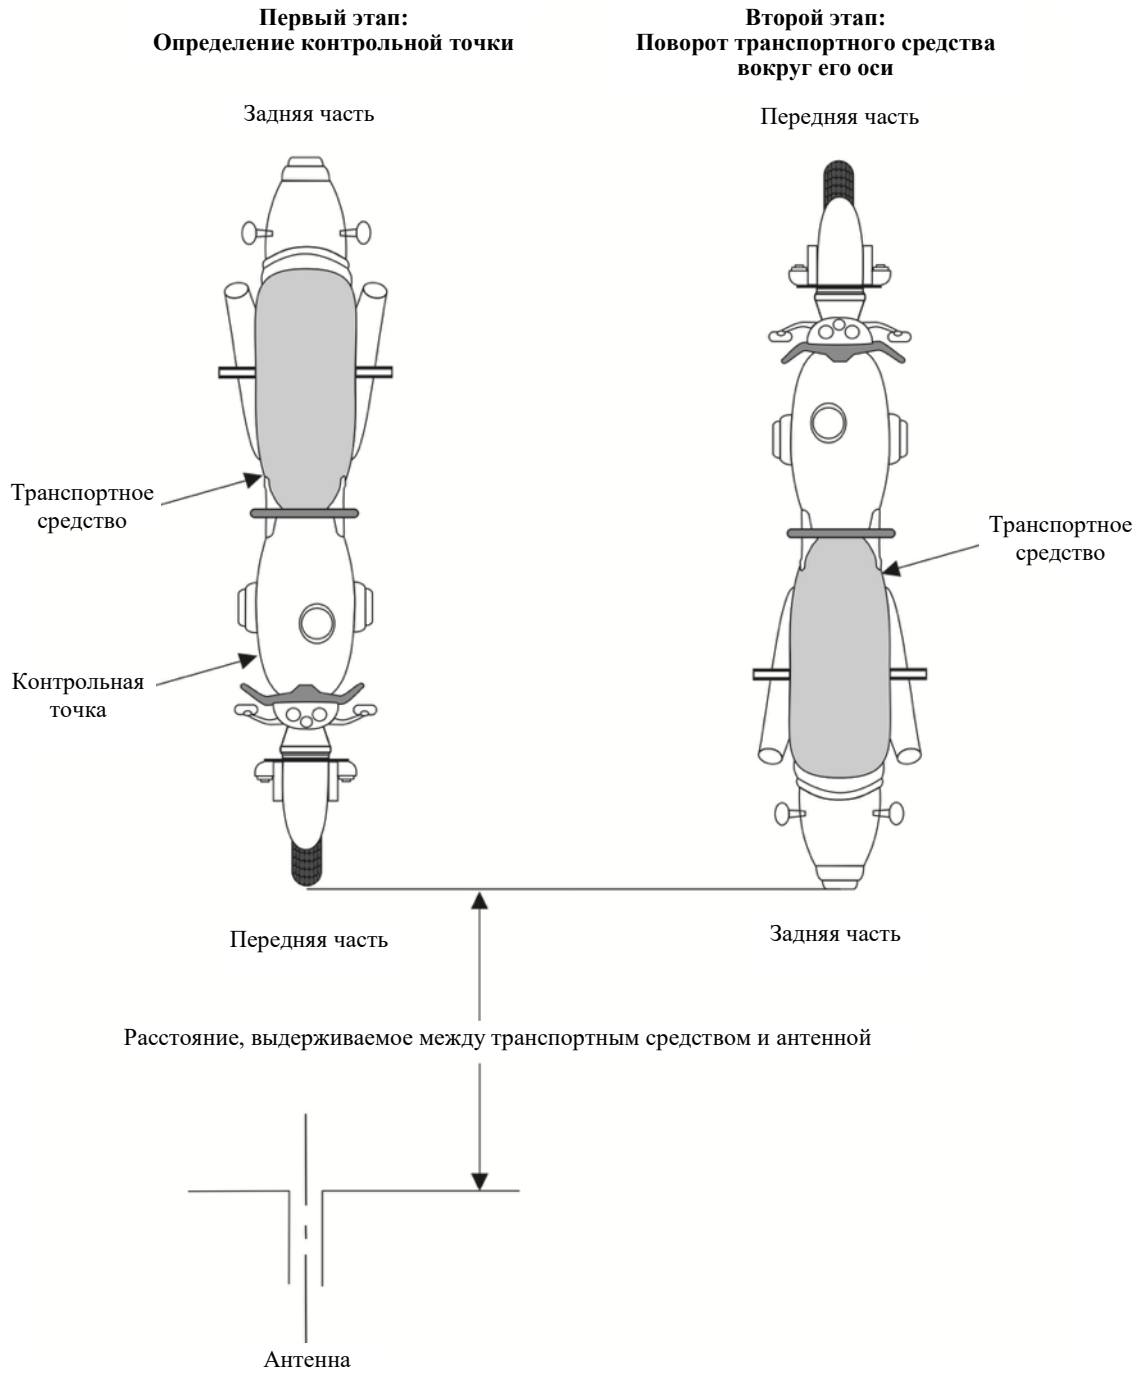 Первый этап:
Определение контрольной точки
Второй этап:
Поворот транспортного средства
вокруг его оси
Задняя часть
Передняя часть
Транспортное
средство
Транспортное
средство
Контрольная
точка
Передняя часть
Задняя часть
Расстояние, выдерживаемое между транспортным средством и антенной
Антенна